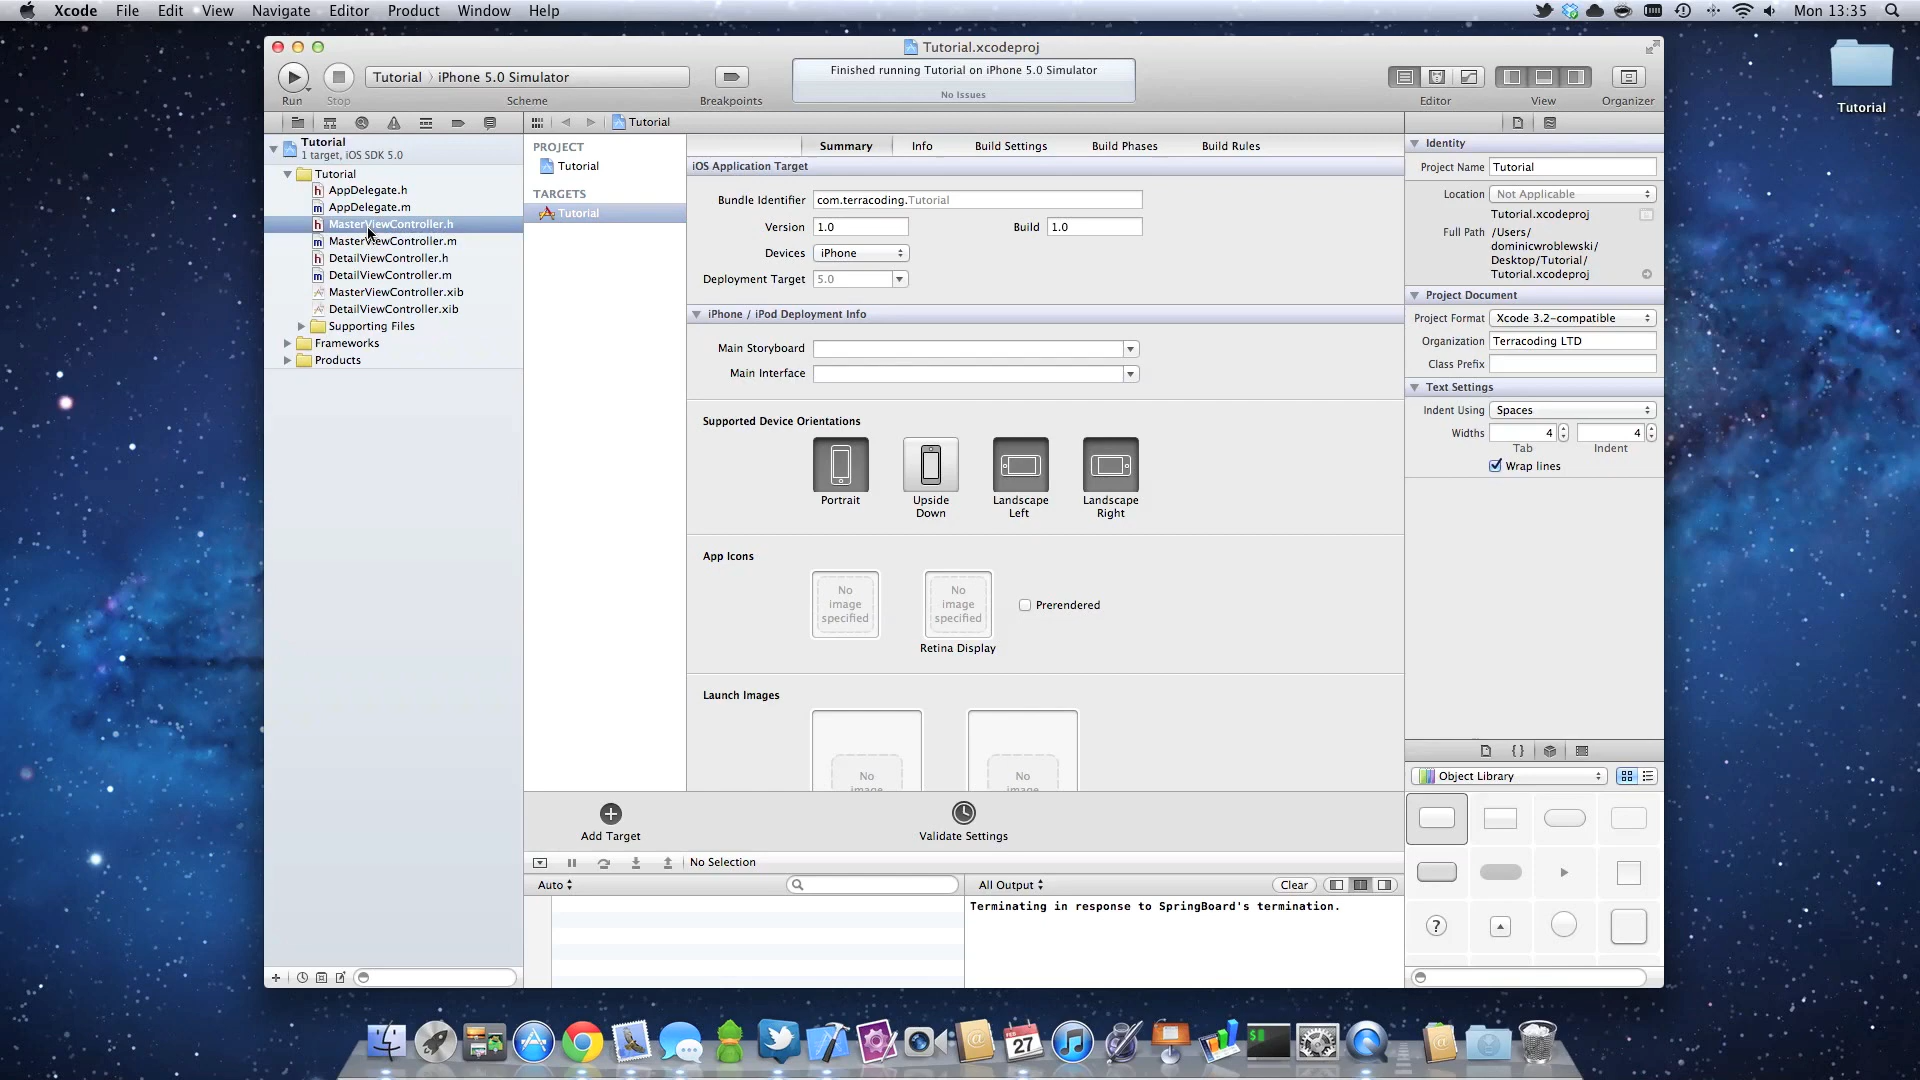 Xcode File Edit View Navigate Editor Product Window Help Mon 13:35
Tutorial.xcodeproj
Tutorial iPhone 5.0 Simulator
Finished running Tutorial on iPhone 5.0 Simulator
No Issues
Run Stop Scheme Breakpoints Editor View Organizer
Tutorial
Tutorial
1 target, iOS SDK 5.0
Tutorial
AppDelegate.h
AppDelegate.m
MasterViewController.h
MasterViewController.m
DetailViewController.h
DetailViewController.m
MasterViewController.xib
DetailViewController.xib
Supporting Files
Frameworks
Products
PROJECT
Tutorial
TARGETS
Tutorial
Summary Info Build Settings Build Phases Build Rules
iOS Application Target
Bundle Identifier com.terracoding.Tutorial
Version 1.0 Build 1.0
Devices iPhone
Deployment Target 5.0
iPhone / iPod Deployment Info
Main Storyboard
Main Interface
Supported Device Orientations
Portrait
Upside
Down
Landscape
Left
Landscape
Right
App Icons
No
image
specified
No
image
specified
Prerendered
Retina Display
Launch Images
No
image
No
image
Add Target
Validate Settings
No Selection
Auto
All Output
Clear
Terminating in response to SpringBoard's termination.
Identity
Project Name Tutorial
Location Not Applicable
Tutorial.xcodeproj
Full Path /Users/
dominicwroblewski/
Desktop/Tutorial/
Tutorial.xcodeproj
Project Document
Project Format Xcode 3.2-compatible
Organization Terracoding LTD
Class Prefix
Text Settings
Indent Using Spaces
Widths 4 4
Tab Indent
Wrap lines
{}
Object Library
?
Tutorial
27